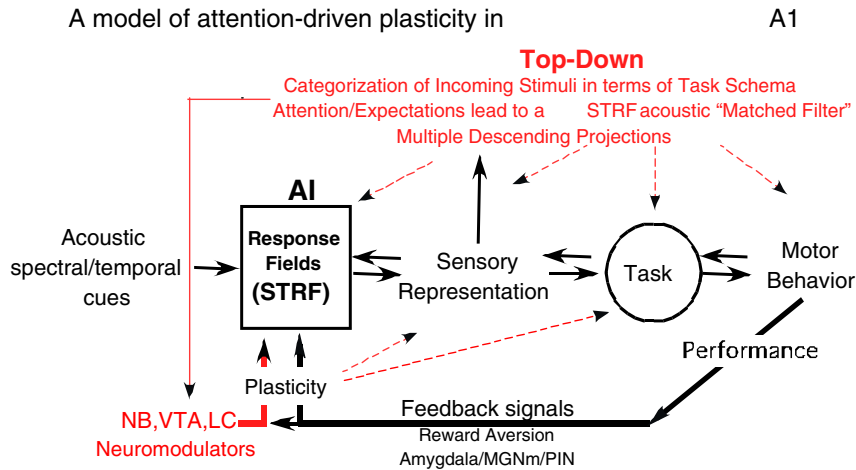 A model of attention-driven plasticity in A1
Top-Down
Categorization of Incoming Stimuli in terms of Task Schema
Attention/Expectations lead to a STRF acoustic “Matched Filter”
Multiple Descending Projections
AI
Acoustic
spectral/temporal
cues
Response
Fields
(STRF)
Sensory
Representation
Task
Motor
Behavior
Performance
Plasticity
NB,VTA,LC
Neuromodulators
Feedback signals
Reward Aversion
Amygdala/MGNm/PIN